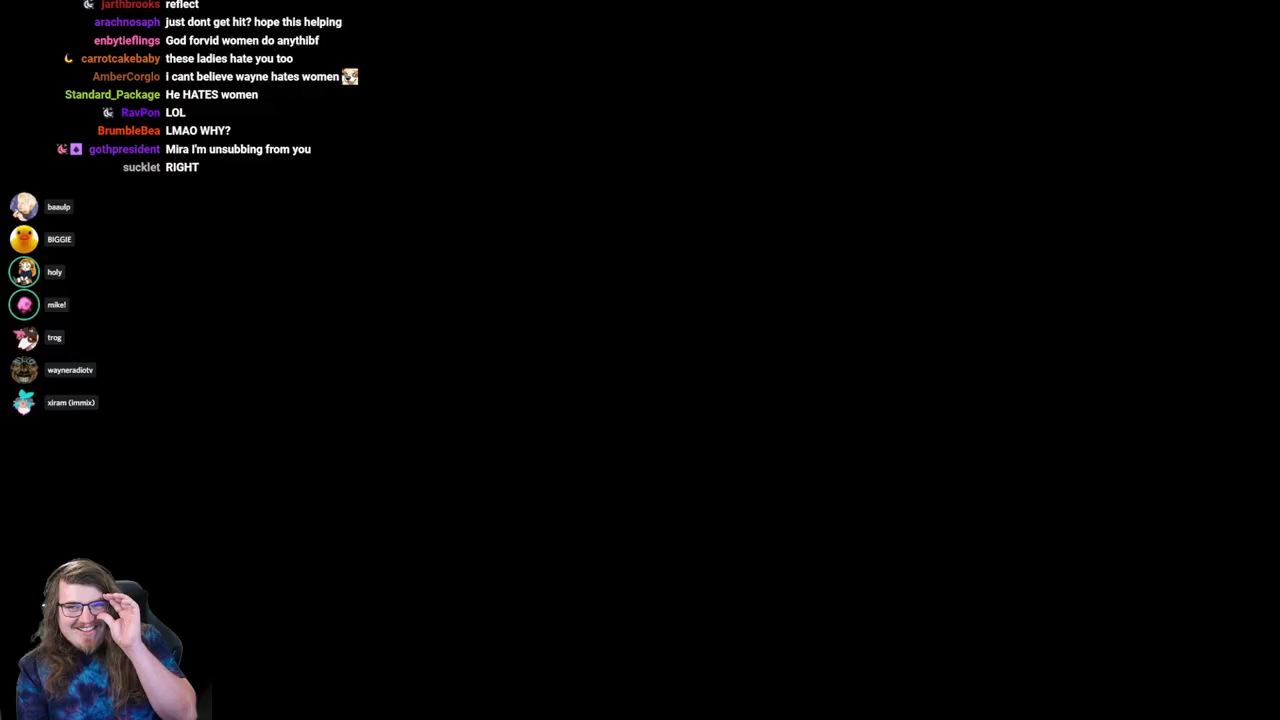 jarthbrooks reflect
arachnosaph just dont get hit? hope this helping
enbytieflings God forvid women do anythibf
carrotcakebaby these ladies hate you too
AmberCorglo i cant believe wayne hates women
Standard_Package He HATES women
RavPon LOL
BrumbleBea LMAO WHY?
gothpresident Mira I'm unsubbing from you
sucklet RIGHT
baaulp
BIGGIE
holy
mike!
trog
wayneradiotv
xiram (immix)